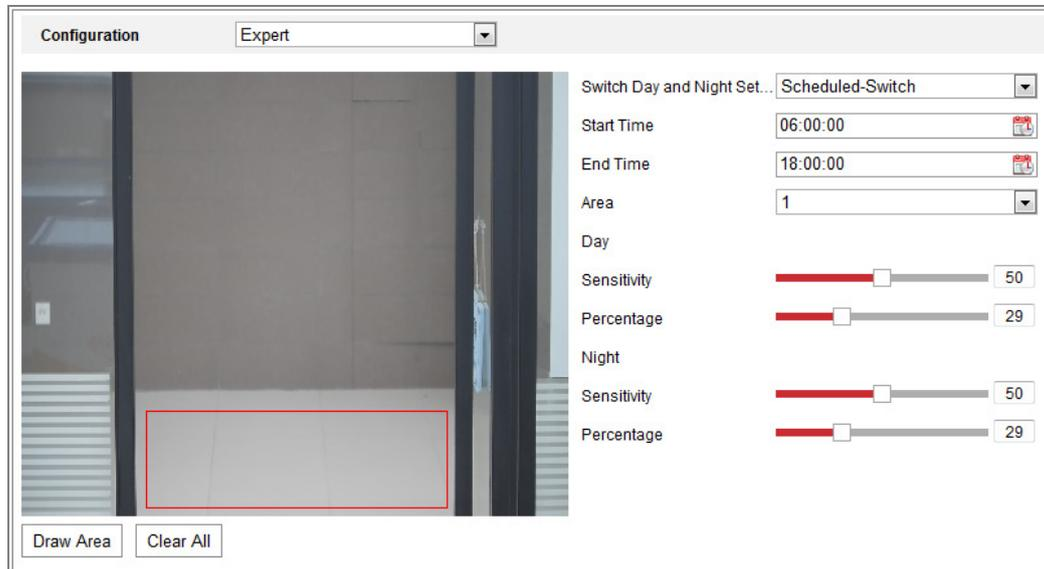 Configuration Expert
Switch Day and Night Set... Scheduled-Switch
Start Time 06:00:00
End Time 18:00:00
Area 1
Day
Sensitivity 50
Percentage 29
Night
Sensitivity 50
Percentage 29
Draw Area Clear All